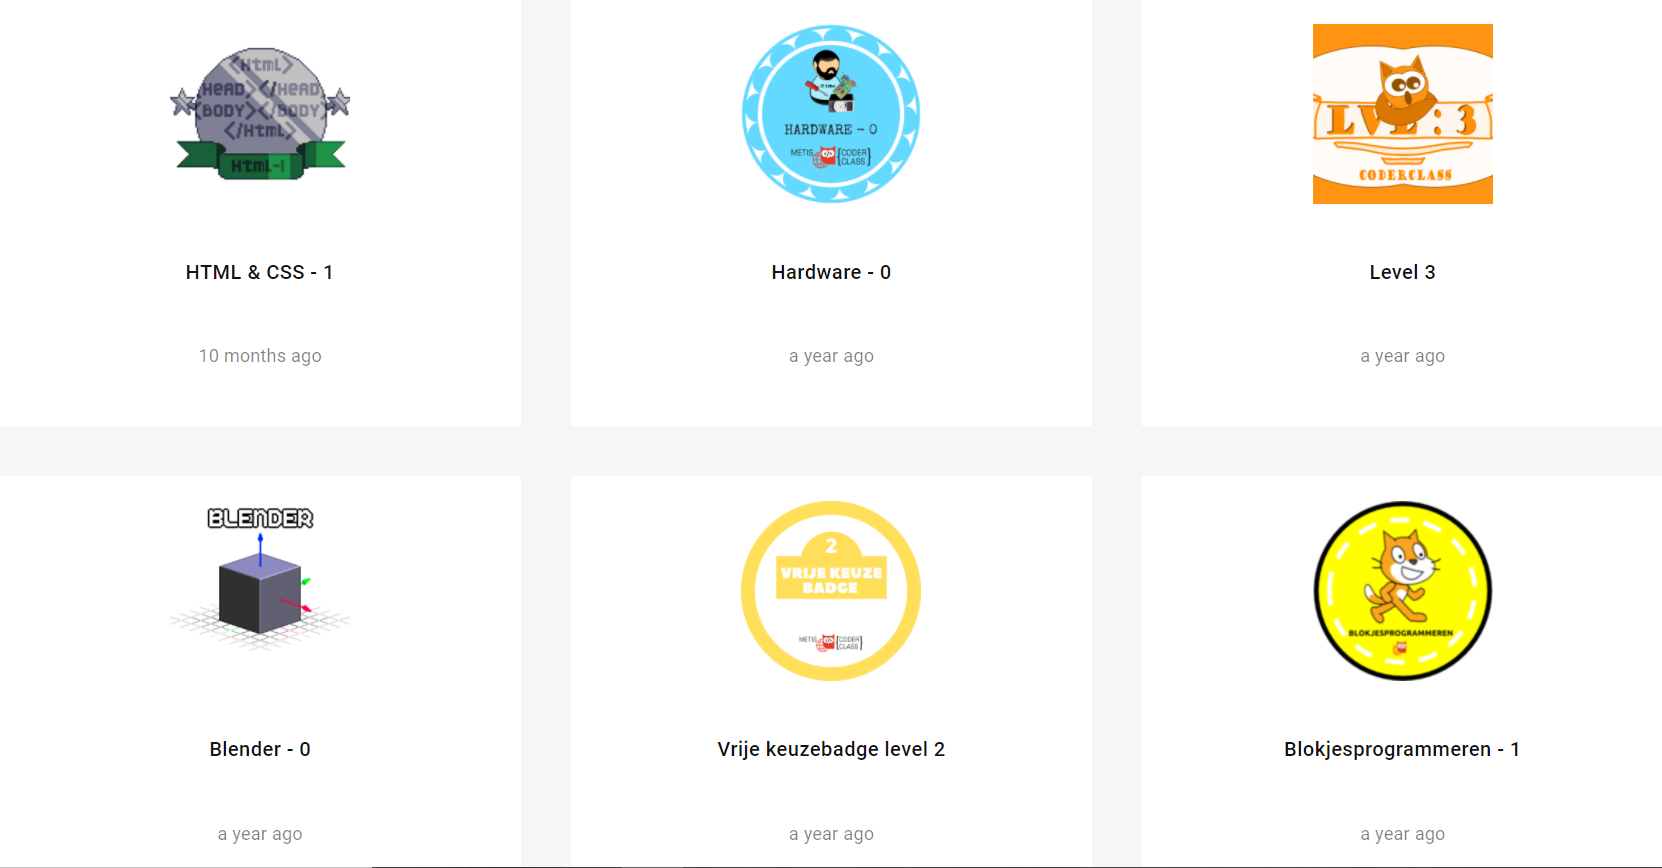 <Html>
HEAD></HEAD
BODY></BODY
</Html>
Html-1
HTML & CSS - 1
10 months ago
IT CREW
HARDWARE - 0
METIS {CODER CLASS}
Hardware - 0
a year ago
LVL : 3
CODERCLASS
Level 3
a year ago
BLENDER
Blender - 0
a year ago
2
VRIJE KEUZE
BADGE
METIS {CODER CLASS}
Vrije keuzebadge level 2
a year ago
BLOKJESPROGRAMMEREN
Blokjesprogrammeren - 1
a year ago